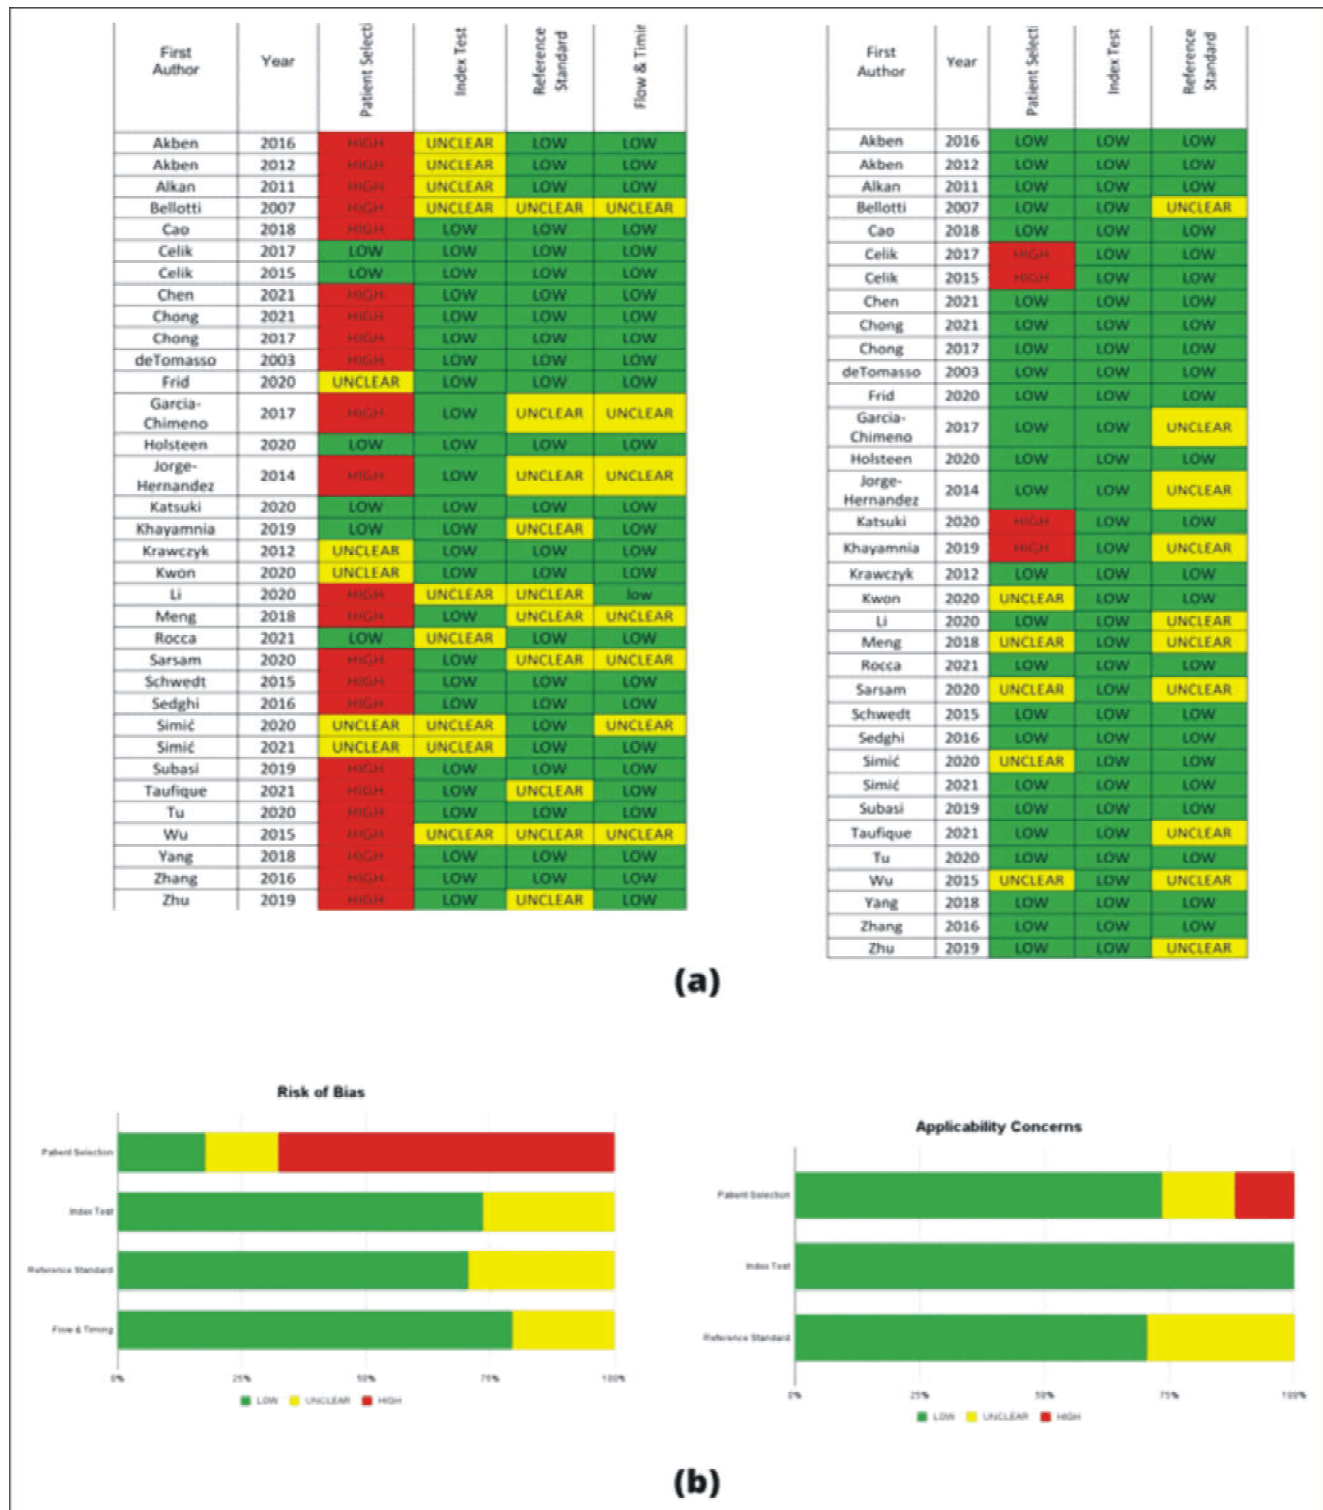 First Author Year Patient Selecti Index Test Reference Standard Flow & Timir
Akben 2016 HIGH UNCLEAR LOW LOW
Akben 2012 HIGH UNCLEAR LOW LOW
Alkan 2011 HIGH UNCLEAR LOW LOW
Bellotti 2007 HIGH UNCLEAR UNCLEAR UNCLEAR
Cao 2018 HIGH LOW LOW LOW
Celik 2017 LOW LOW LOW LOW
Celik 2015 LOW LOW LOW LOW
Chen 2021 HIGH LOW LOW LOW
Chong 2021 HIGH LOW LOW LOW
Chong 2017 HIGH LOW LOW LOW
deTomasso 2003 HIGH LOW LOW LOW
Frid 2020 UNCLEAR LOW LOW LOW
Garcia-Chimeno 2017 HIGH LOW UNCLEAR UNCLEAR
Holsteen 2020 LOW LOW LOW LOW
Jorge-Hernandez 2014 HIGH LOW UNCLEAR UNCLEAR
Katsuki 2020 LOW LOW LOW LOW
Khayamnia 2019 LOW LOW UNCLEAR LOW
Krawczyk 2012 UNCLEAR LOW LOW LOW
Kwon 2020 UNCLEAR LOW LOW LOW
Li 2020 HIGH UNCLEAR UNCLEAR low
Meng 2018 HIGH LOW UNCLEAR UNCLEAR
Rocca 2021 LOW UNCLEAR LOW LOW
Sarsam 2020 HIGH LOW UNCLEAR UNCLEAR
Schwedt 2015 HIGH LOW LOW LOW
Sedghi 2016 HIGH LOW LOW LOW
Simić 2020 UNCLEAR UNCLEAR LOW UNCLEAR
Simić 2021 UNCLEAR UNCLEAR LOW LOW
Subasi 2019 HIGH LOW LOW LOW
Taufique 2021 HIGH LOW UNCLEAR LOW
Tu 2020 HIGH LOW LOW LOW
Wu 2015 HIGH UNCLEAR UNCLEAR UNCLEAR
Yang 2018 HIGH LOW LOW LOW
Zhang 2016 HIGH LOW LOW LOW
Zhu 2019 HIGH LOW UNCLEAR LOW
First Author Year Patient Selecti Index Test Reference Standard
Akben 2016 LOW LOW LOW
Akben 2012 LOW LOW LOW
Alkan 2011 LOW LOW LOW
Bellotti 2007 LOW LOW UNCLEAR
Cao 2018 LOW LOW LOW
Celik 2017 HIGH LOW LOW
Celik 2015 HIGH LOW LOW
Chen 2021 LOW LOW LOW
Chong 2021 LOW LOW LOW
Chong 2017 LOW LOW LOW
deTomasso 2003 LOW LOW LOW
Frid 2020 LOW LOW LOW
Garcia-Chimeno 2017 LOW LOW UNCLEAR
Holsteen 2020 LOW LOW LOW
Jorge-Hernandez 2014 LOW LOW UNCLEAR
Katsuki 2020 HIGH LOW LOW
Khayamnia 2019 HIGH LOW UNCLEAR
Krawczyk 2012 LOW LOW LOW
Kwon 2020 UNCLEAR LOW LOW
Li 2020 LOW LOW UNCLEAR
Meng 2018 UNCLEAR LOW UNCLEAR
Rocca 2021 LOW LOW LOW
Sarsam 2020 UNCLEAR LOW UNCLEAR
Schwedt 2015 LOW LOW LOW
Sedghi 2016 LOW LOW LOW
Simić 2020 UNCLEAR LOW LOW
Simić 2021 LOW LOW LOW
Subasi 2019 LOW LOW LOW
Taufique 2021 LOW LOW UNCLEAR
Tu 2020 LOW LOW LOW
Wu 2015 UNCLEAR LOW UNCLEAR
Yang 2018 LOW LOW LOW
Zhang 2016 LOW LOW LOW
Zhu 2019 LOW LOW UNCLEAR
(a)
Risk of Bias
Patient Selection
Index Test
Reference Standard
Flow & Timing
0% 25% 50% 75% 100%
LOW UNCLEAR HIGH
Applicability Concerns
Patient Selection
Index Test
Reference Standard
0% 25% 50% 75% 100%
LOW UNCLEAR HIGH
(b)